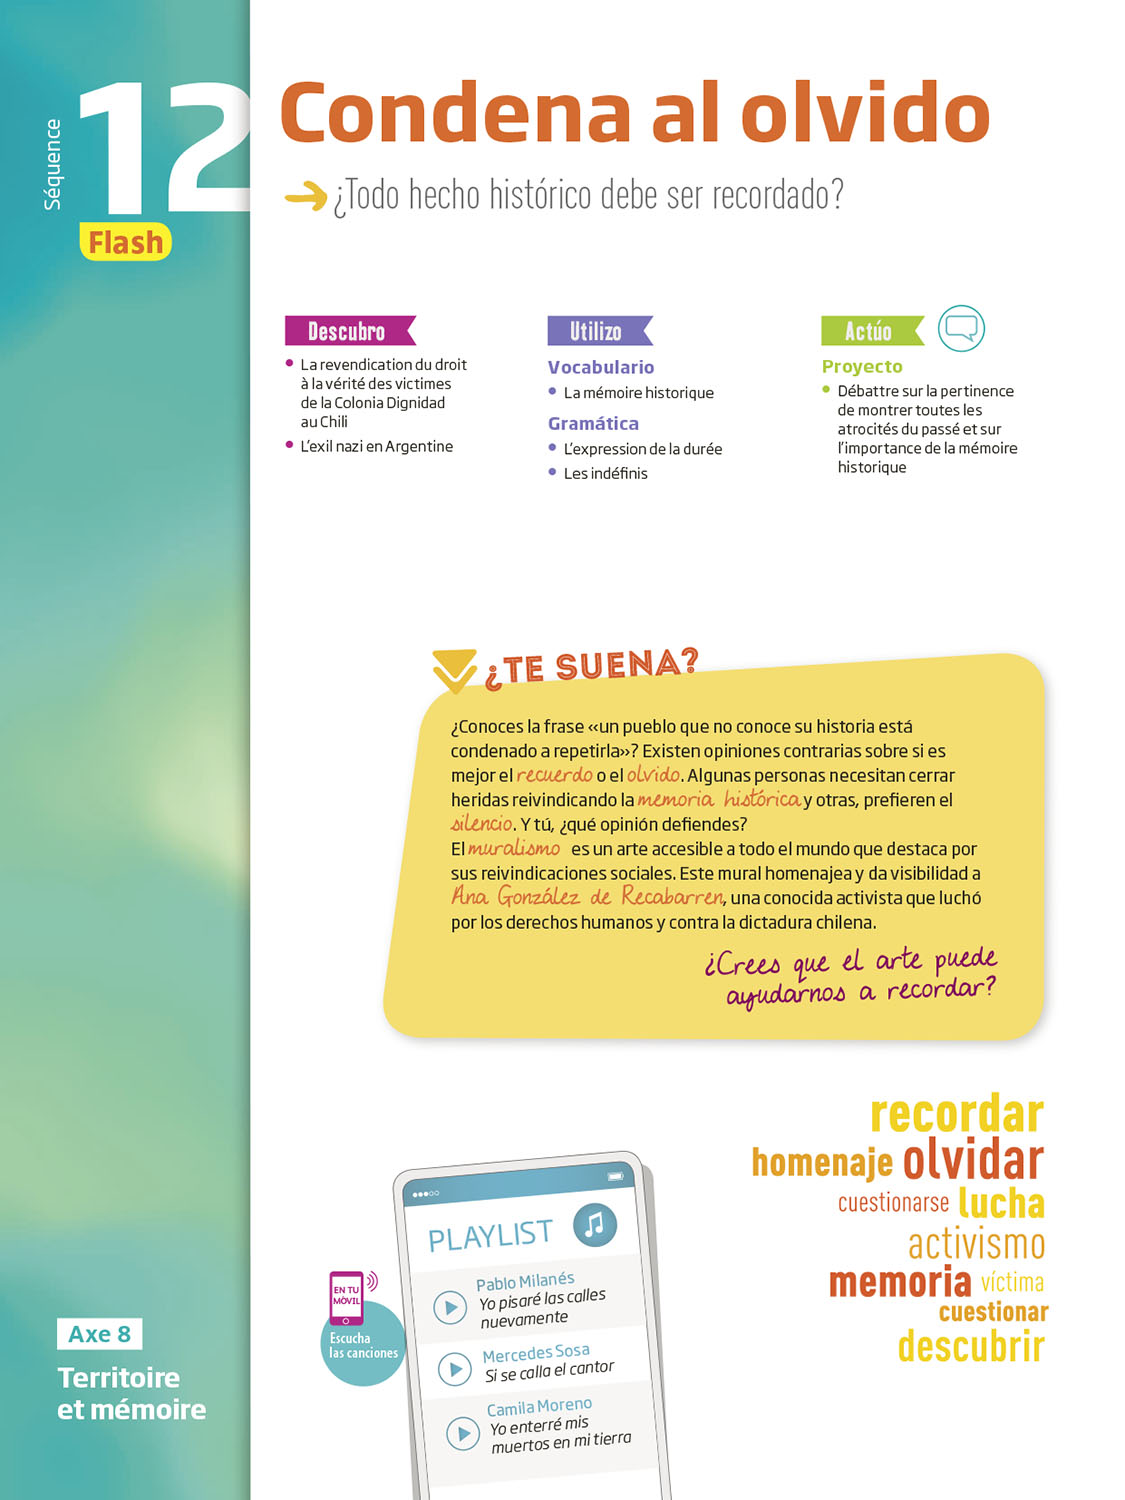 Séquence
12
Flash
Condena al olvido
¿Todo hecho histórico debe ser recordado?
Descubro
• La revendication du droit
à la vérité des victimes
de la Colonia Dignidad
au Chili
• L'exil nazi en Argentine
Utilizo
Vocabulario
• La mémoire historique
Gramática
• L'expression de la durée
• Les indéfinis
Actúo
Proyecto
• Débattre sur la pertinence
de montrer toutes les
atrocités du passé et sur
l'importance de la mémoire
historique
¿TE SUENA?
¿Conoces la frase «un pueblo que no conoce su historia está
condenado a repetirla»? Existen opiniones contrarias sobre si es
mejor el recuerdo o el olvido. Algunas personas necesitan cerrar
heridas reivindicando la memoria histórica y otras, prefieren el
silencio. Y tú, ¿qué opinión defiendes?
El muralismo es un arte accesible a todo el mundo que destaca por
sus reivindicaciones sociales. Este mural homenajea y da visibilidad a
Ana González de Recabarren, una conocida activista que luchó
por los derechos humanos y contra la dictadura chilena.
¿Crees que el arte puede
ayudarnos a recordar?
recordar
homenaje olvidar
cuestionarse lucha
activismo
memoria víctima
cuestionar
descubrir
EN TU
MÓVIL
Escucha
las canciones
PLAYLIST
Pablo Milanés
Yo pisaré las calles
nuevamente
Mercedes Sosa
Si se calla el cantor
Camila Moreno
Yo enterré mis
muertos en mi tierra
Axe 8
Territoire
et mémoire